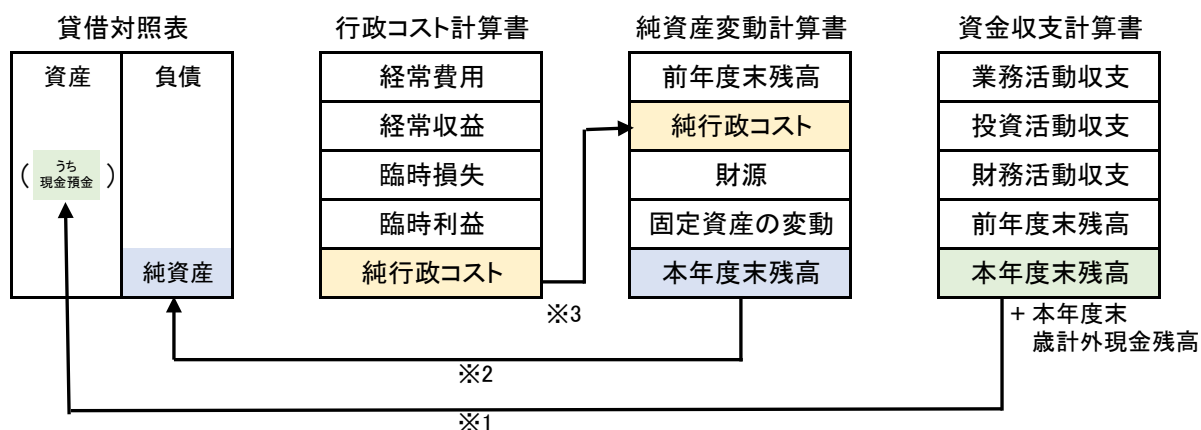 貸借対照表
資産
負債
(うち
現金預金)
純資産
行政コスト計算書
経常費用
経常収益
臨時損失
臨時利益
純行政コスト
純資産変動計算書
前年度末残高
純行政コスト
財源
固定資産の変動
本年度末残高
資金収支計算書
業務活動収支
投資活動収支
財務活動収支
前年度末残高
本年度末残高
+ 本年度末
歳計外現金残高
※3
※2
※1